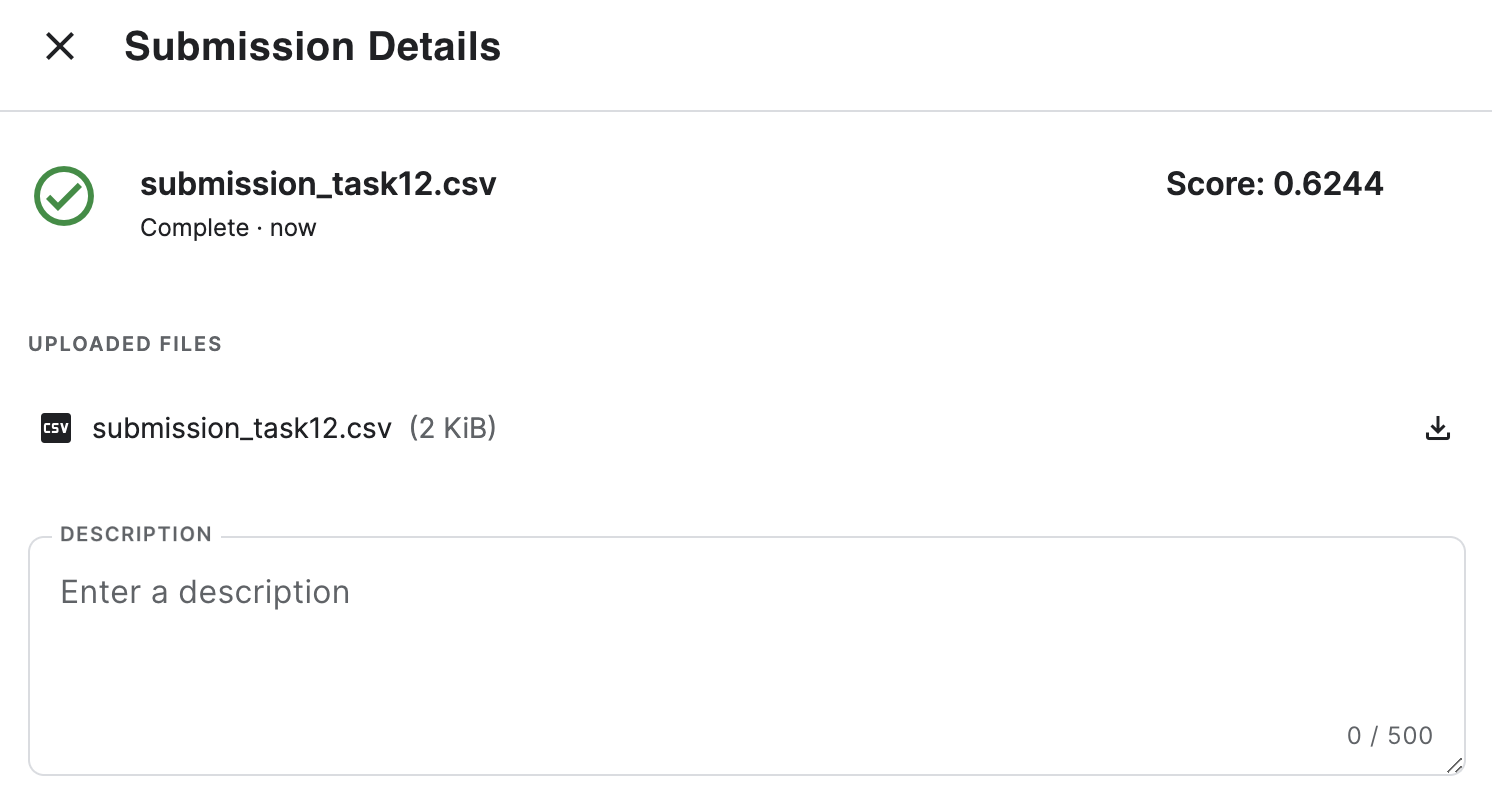 Submission Details
submission_task12.csv
Score: 0.6244
Complete · now
UPLOADED FILES
CSV
submission_task12.csv (2 KiB)
DESCRIPTION
Enter a description
0 / 500